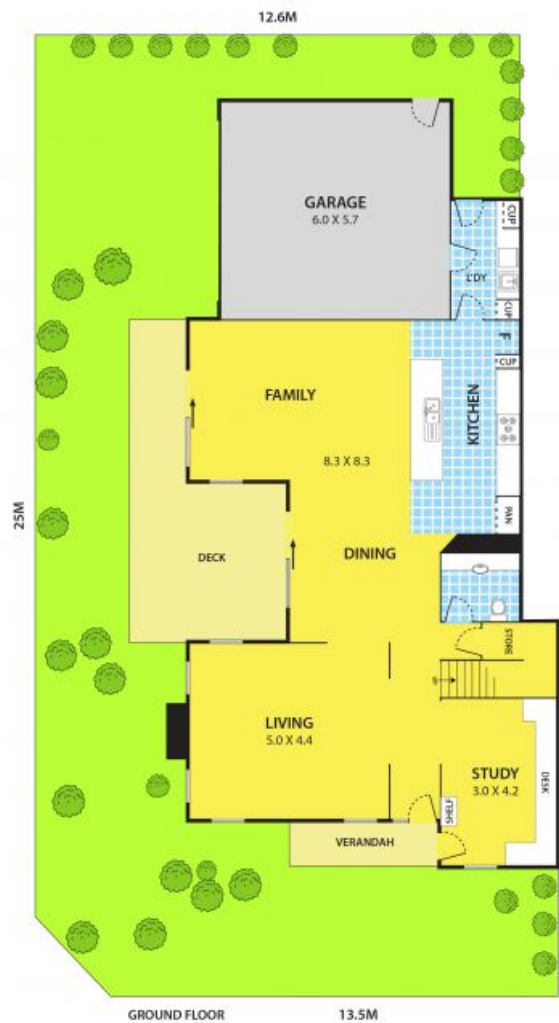 12.6M
GARAGE
6.0 X 5.7
CUP
L'DY
CUP
F
CUP
FAMILY
KITCHEN
8.3 X 8.3
25M
PAN
DECK
DINING
STORE
UP
LIVING
5.0 X 4.4
STUDY
3.0 X 4.2
DESK
SHELF
VERANDAH
GROUND FLOOR
13.5M